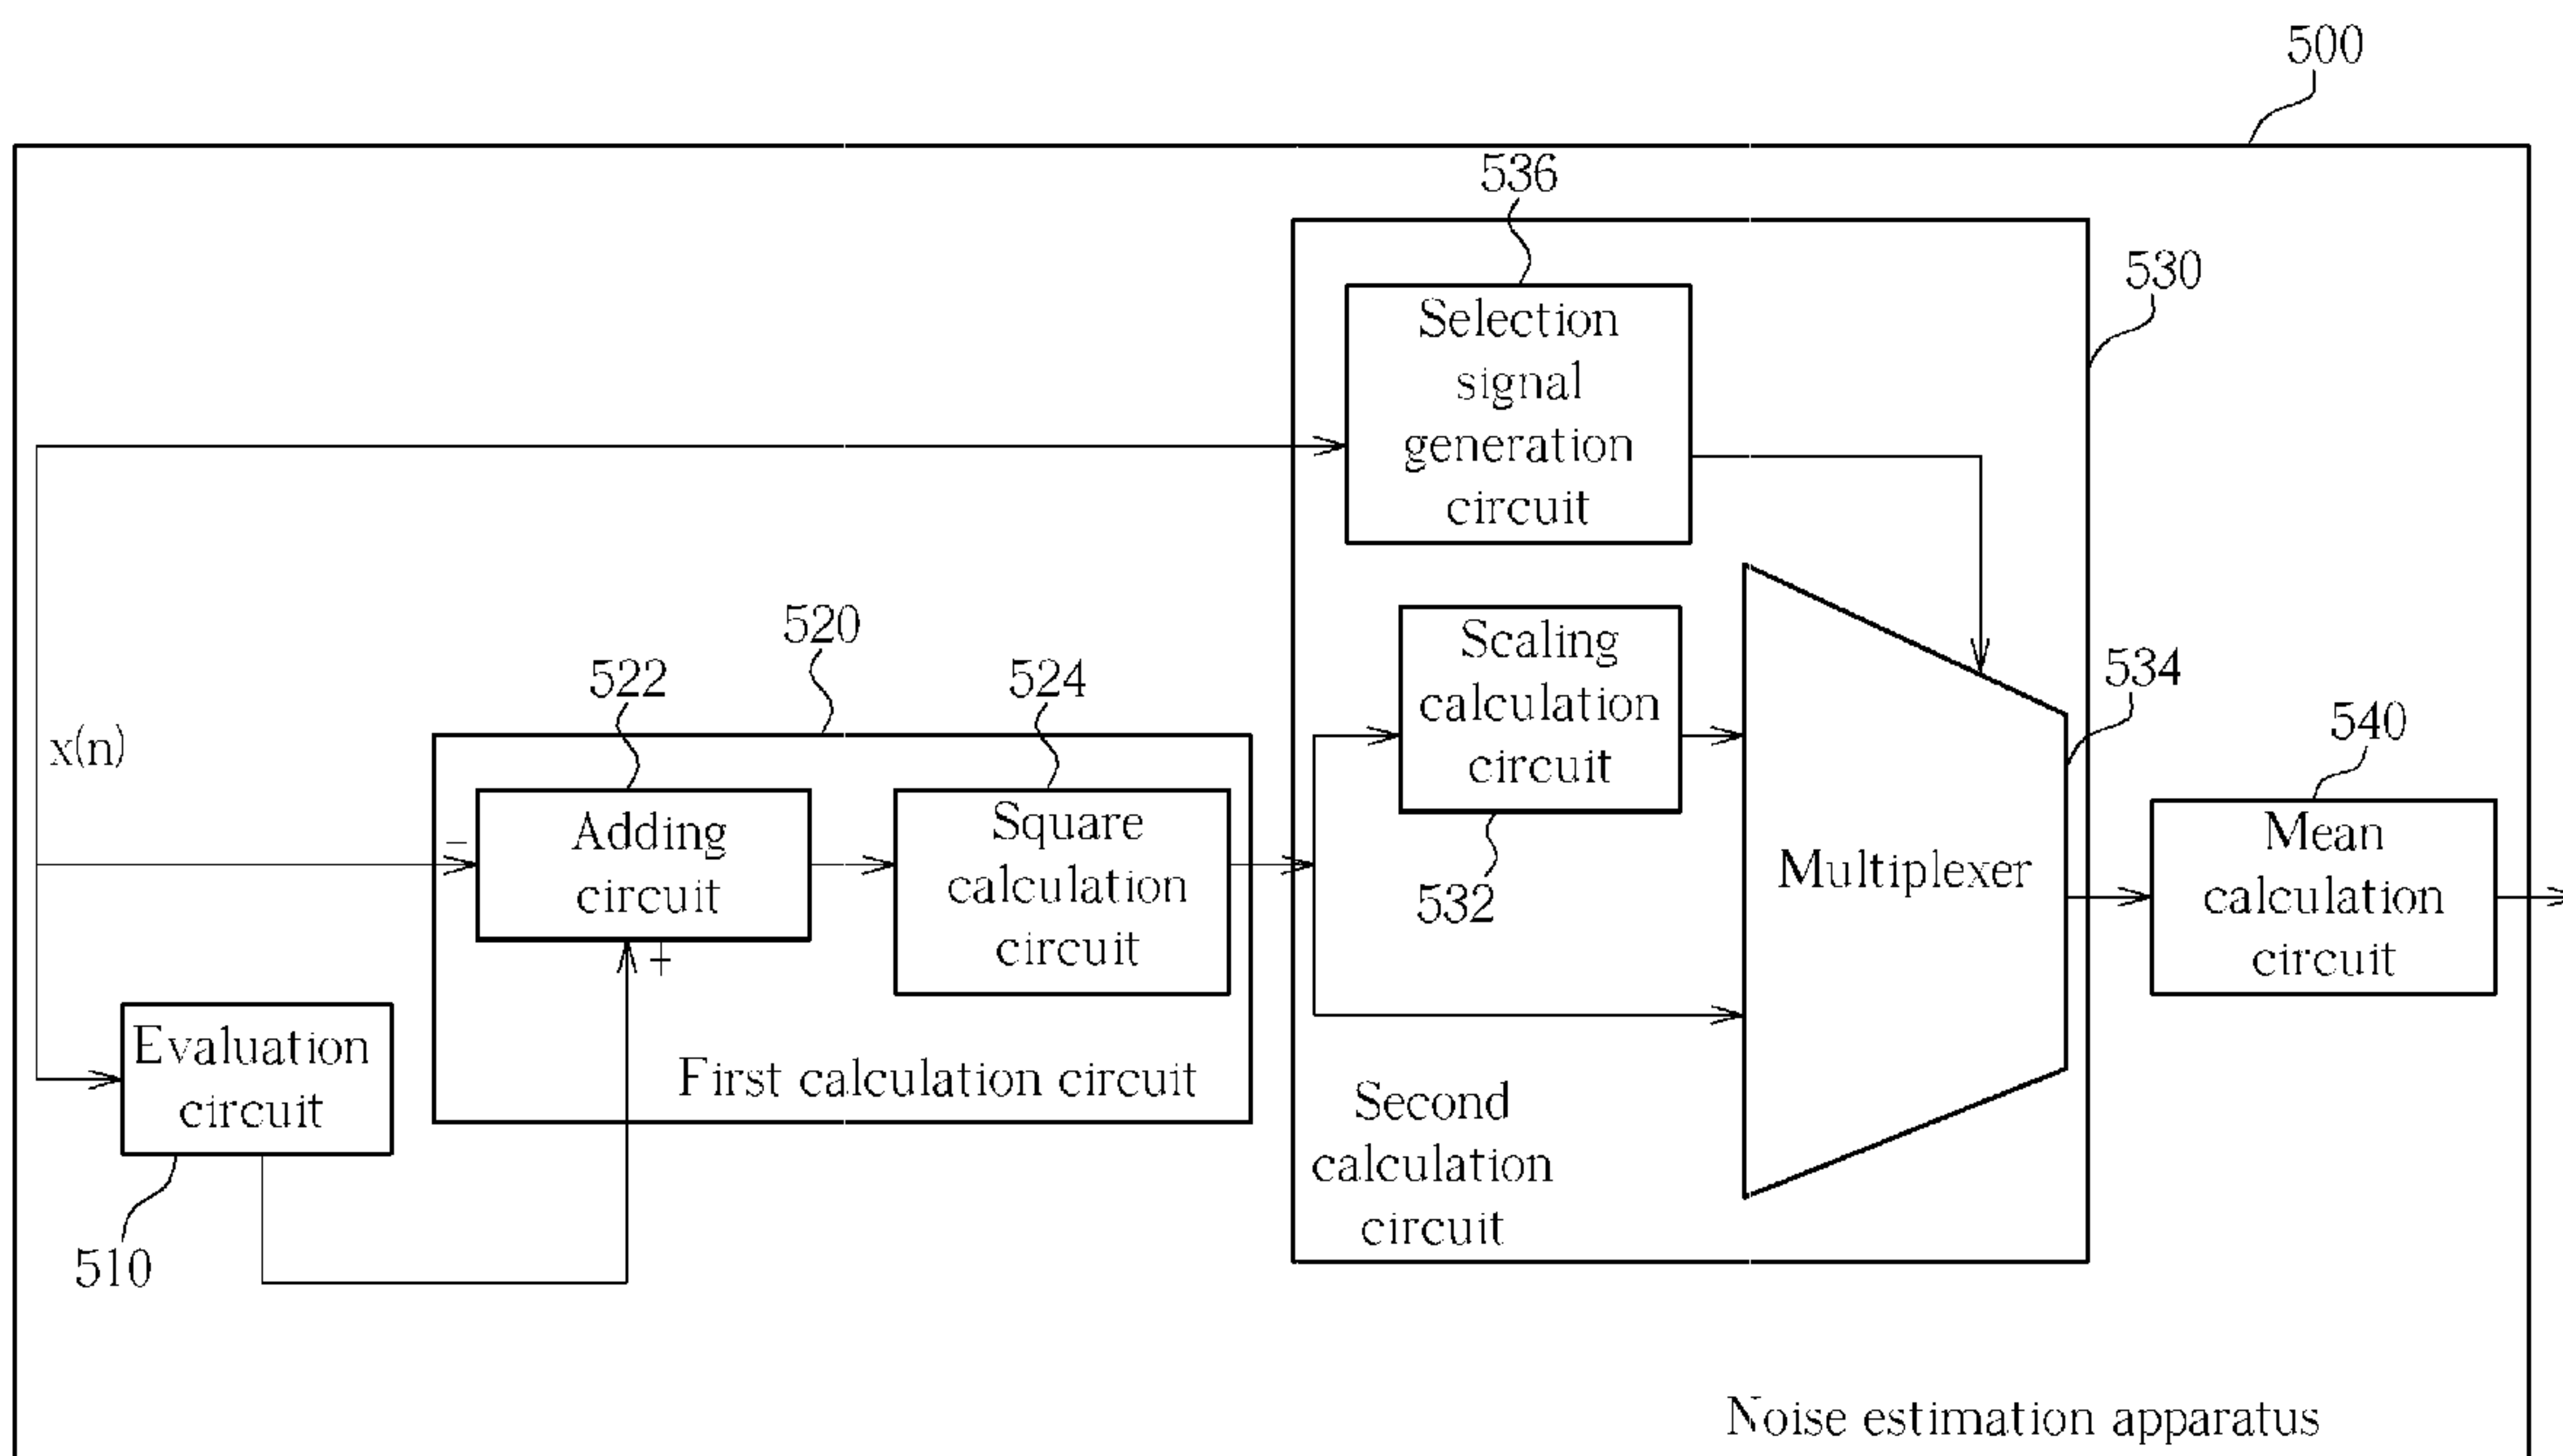 500
536
Selection
signal
generation
circuit
530
520
522
524
Scaling
calculation
circuit
534
540
x(n)
-
Adding
circuit
+
Square
calculation
circuit
532
Multiplexer
Mean
calculation
circuit
Evaluation
circuit
510
First calculation circuit
Second
calculation
circuit
Noise estimation apparatus